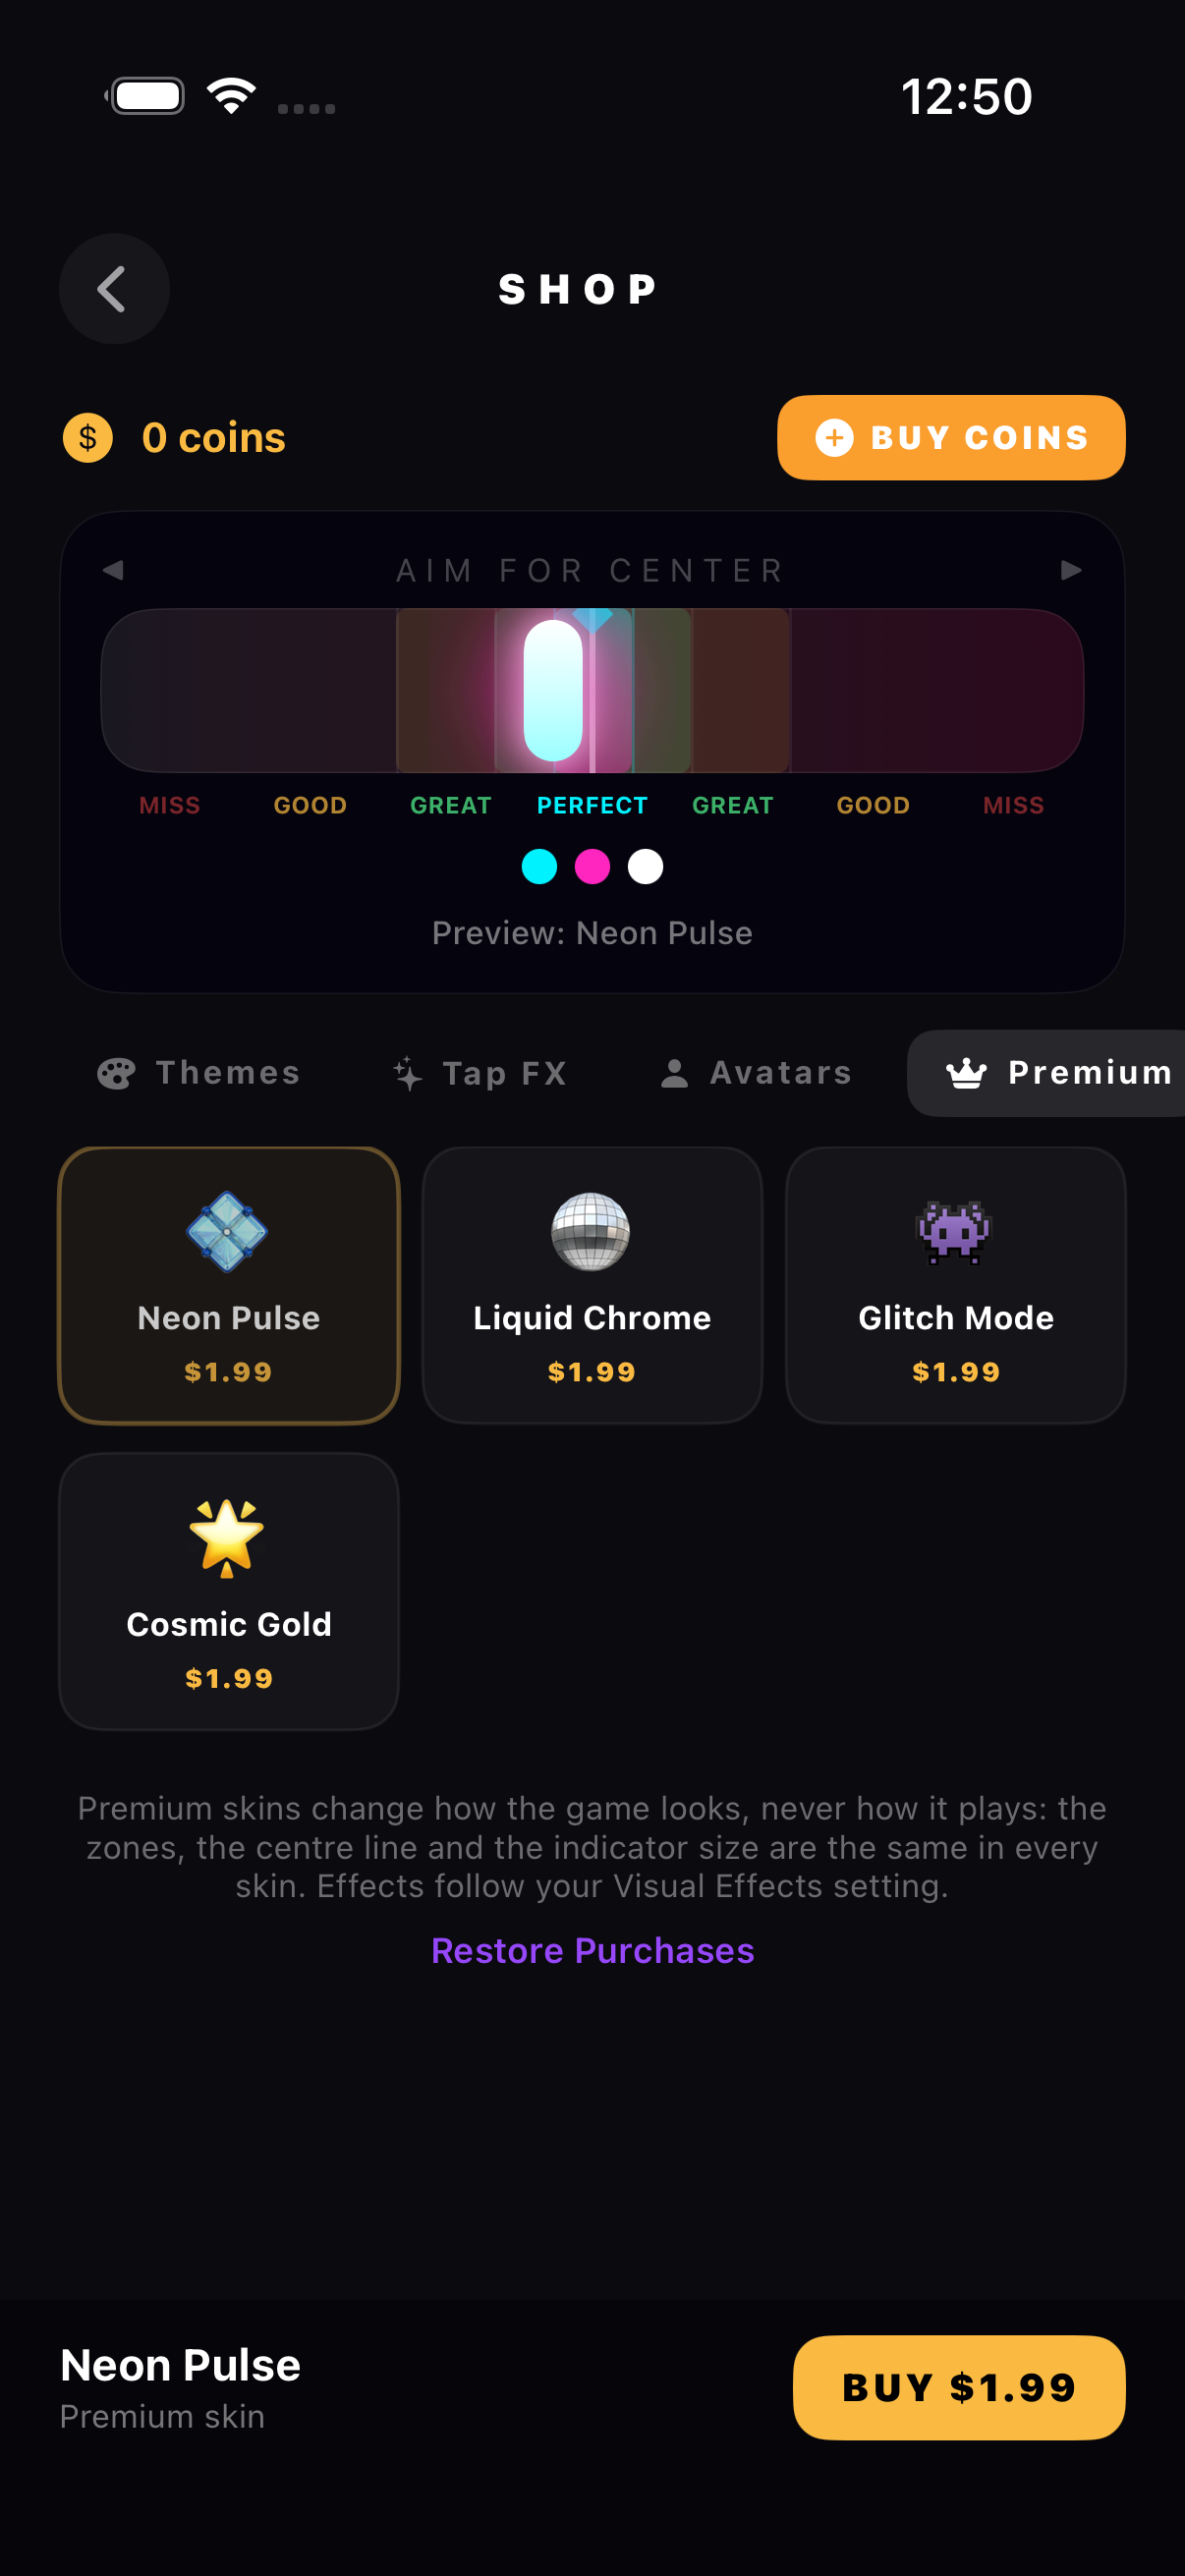 12:50
SHOP
$ 0 coins
BUY COINS
AIM FOR CENTER
MISS GOOD GREAT PERFECT GREAT GOOD MISS
Preview: Neon Pulse
Themes Tap FX Avatars Premium
Neon Pulse
$1.99
Liquid Chrome
$1.99
Glitch Mode
$1.99
Cosmic Gold
$1.99
Premium skins change how the game looks, never how it plays: the
zones, the centre line and the indicator size are the same in every
skin. Effects follow your Visual Effects setting.
Restore Purchases
Neon Pulse
Premium skin
BUY $1.99